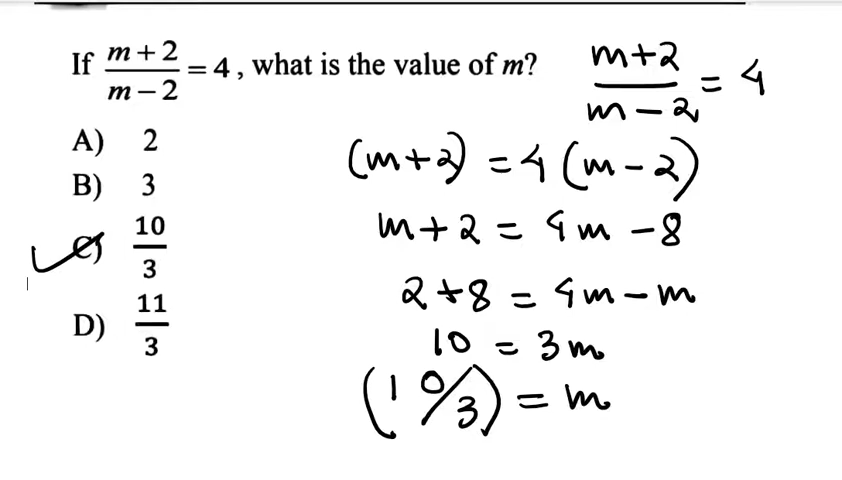 If (m+2)/(m−2) = 4, what is the value of m?
A) 2
B) 3
C) 10/3
D) 11/3
(m+2)/(m−2) = 4
(m+2) = 4(m−2)
m+2 = 4m −8
2+8 = 4m−m
10 = 3m
(10/3) = m